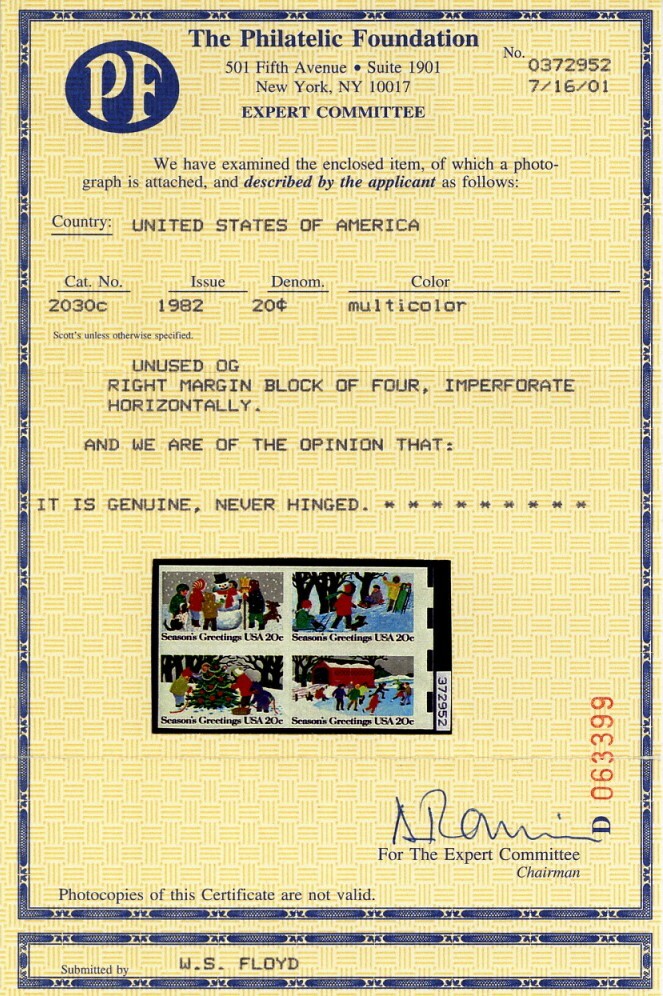 PF
The Philatelic Foundation
501 Fifth Avenue • Suite 1901
New York, NY 10017
EXPERT COMMITTEE
No. 0372952
7/16/01
We have examined the enclosed item, of which a photo-
graph is attached, and described by the applicant as follows:
Country: UNITED STATES OF AMERICA
Cat. No. Issue Denom. Color
2030c 1982 20¢ multicolor
Scott's unless otherwise specified.
UNUSED OG
RIGHT MARGIN BLOCK OF FOUR, IMPERFORATE
HORIZONTALLY.
AND WE ARE OF THE OPINION THAT:
IT IS GENUINE, NEVER HINGED. * * * * * * * * *
Season's Greetings USA 20c Season's Greetings USA 20c
Season's Greetings USA 20c Season's Greetings USA 20c
372952
D 063399
For The Expert Committee
Chairman
Photocopies of this Certificate are not valid.
Submitted by W.S. FLOYD